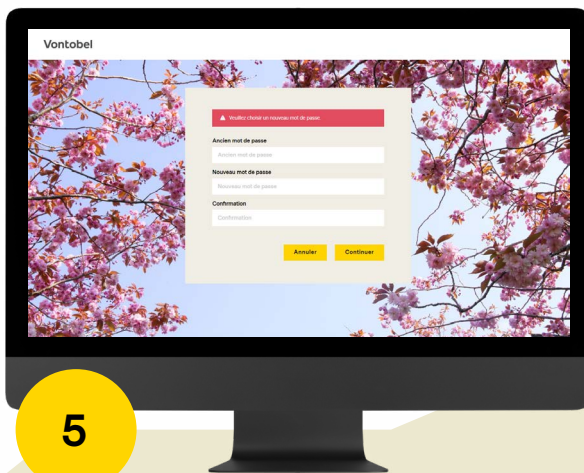 Vontobel
Veuillez choisir un nouveau mot de passe.
Ancien mot de passe
Ancien mot de passe
Nouveau mot de passe
Nouveau mot de passe
Confirmation
Confirmation
Annuler Continuer
5